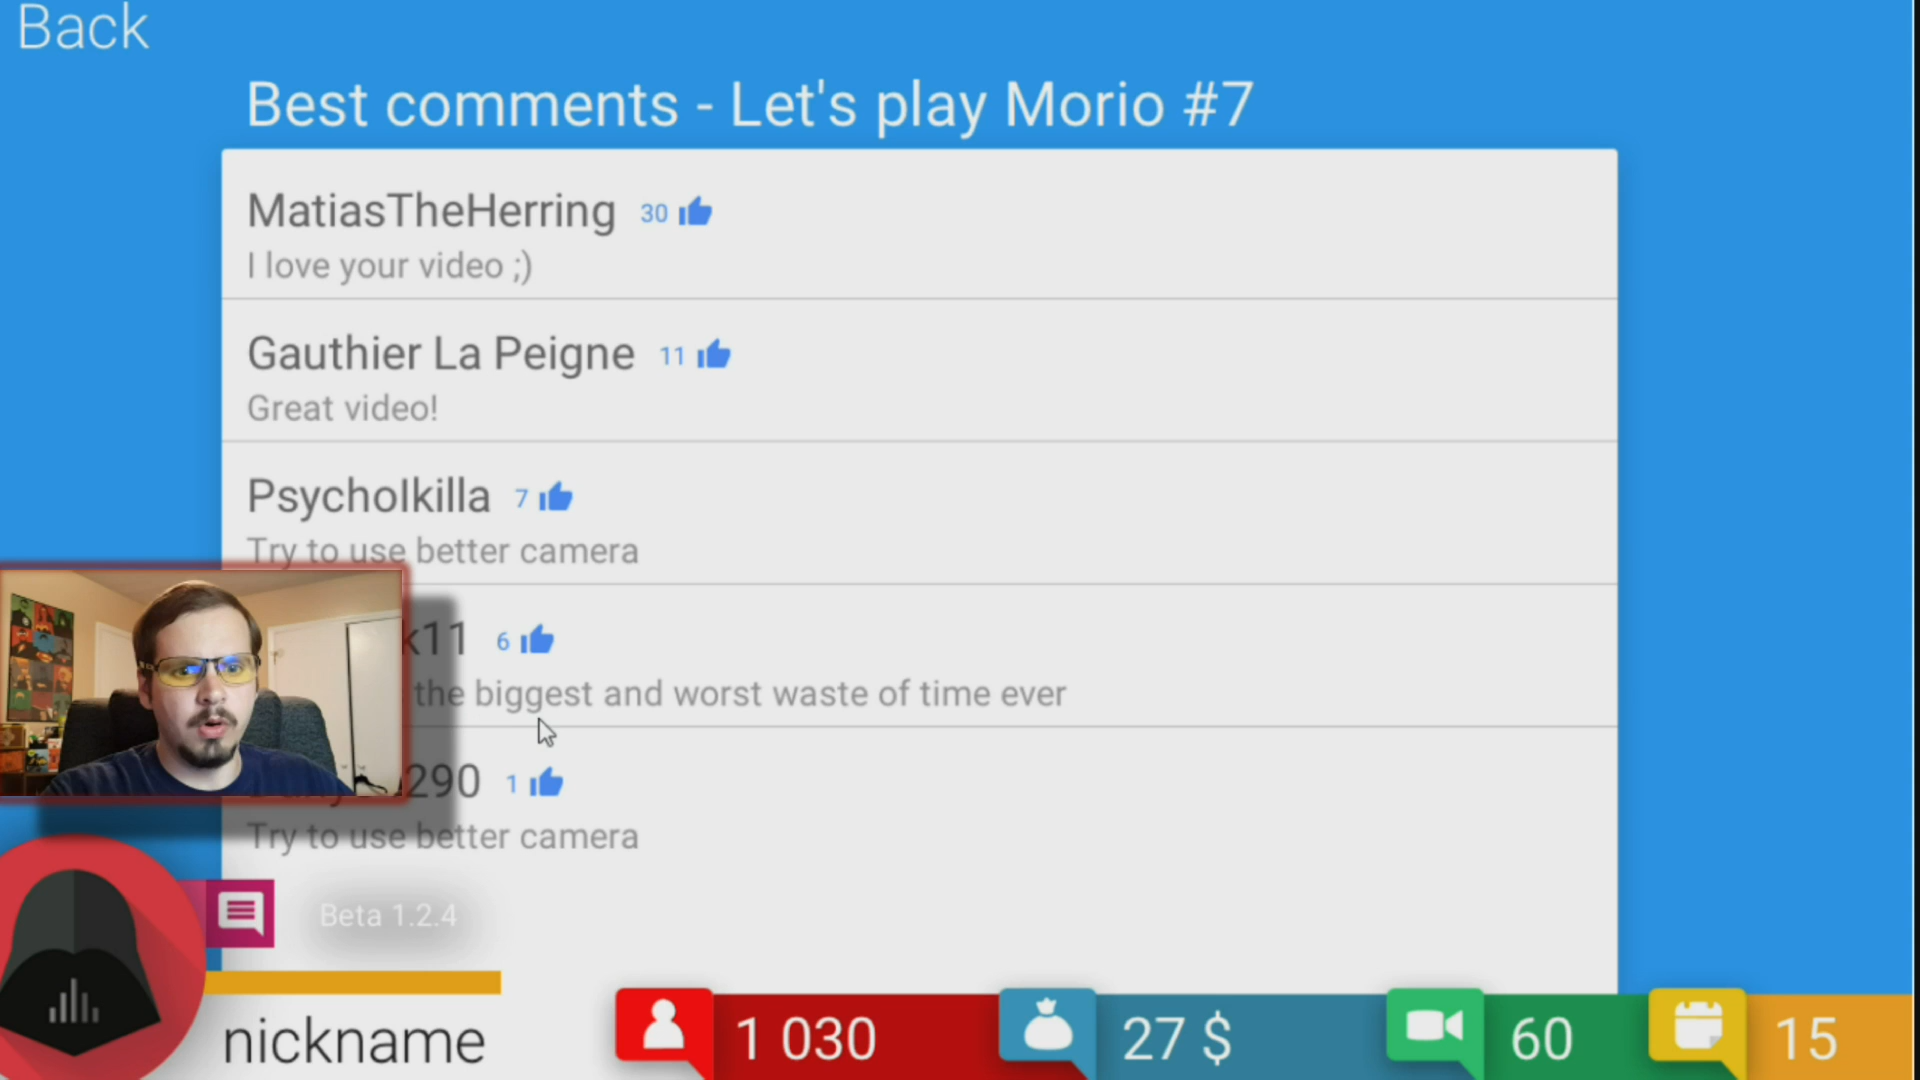 Back
Best comments - Let's play Morio #7
MatiasTheHerring 30
I love your video ;)
Gauthier La Peigne 11
Great video!
PsychoIkilla 7
Try to use better camera
k11 6
the biggest and worst waste of time ever
290 1
Try to use better camera
Beta 1.2.4
nickname
1 030
27 $
60
15